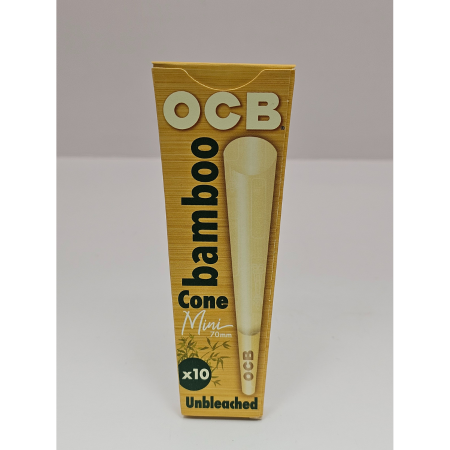 OCB
bamboo
Cone
Mini
70mm
x10
OCB
Unbleached